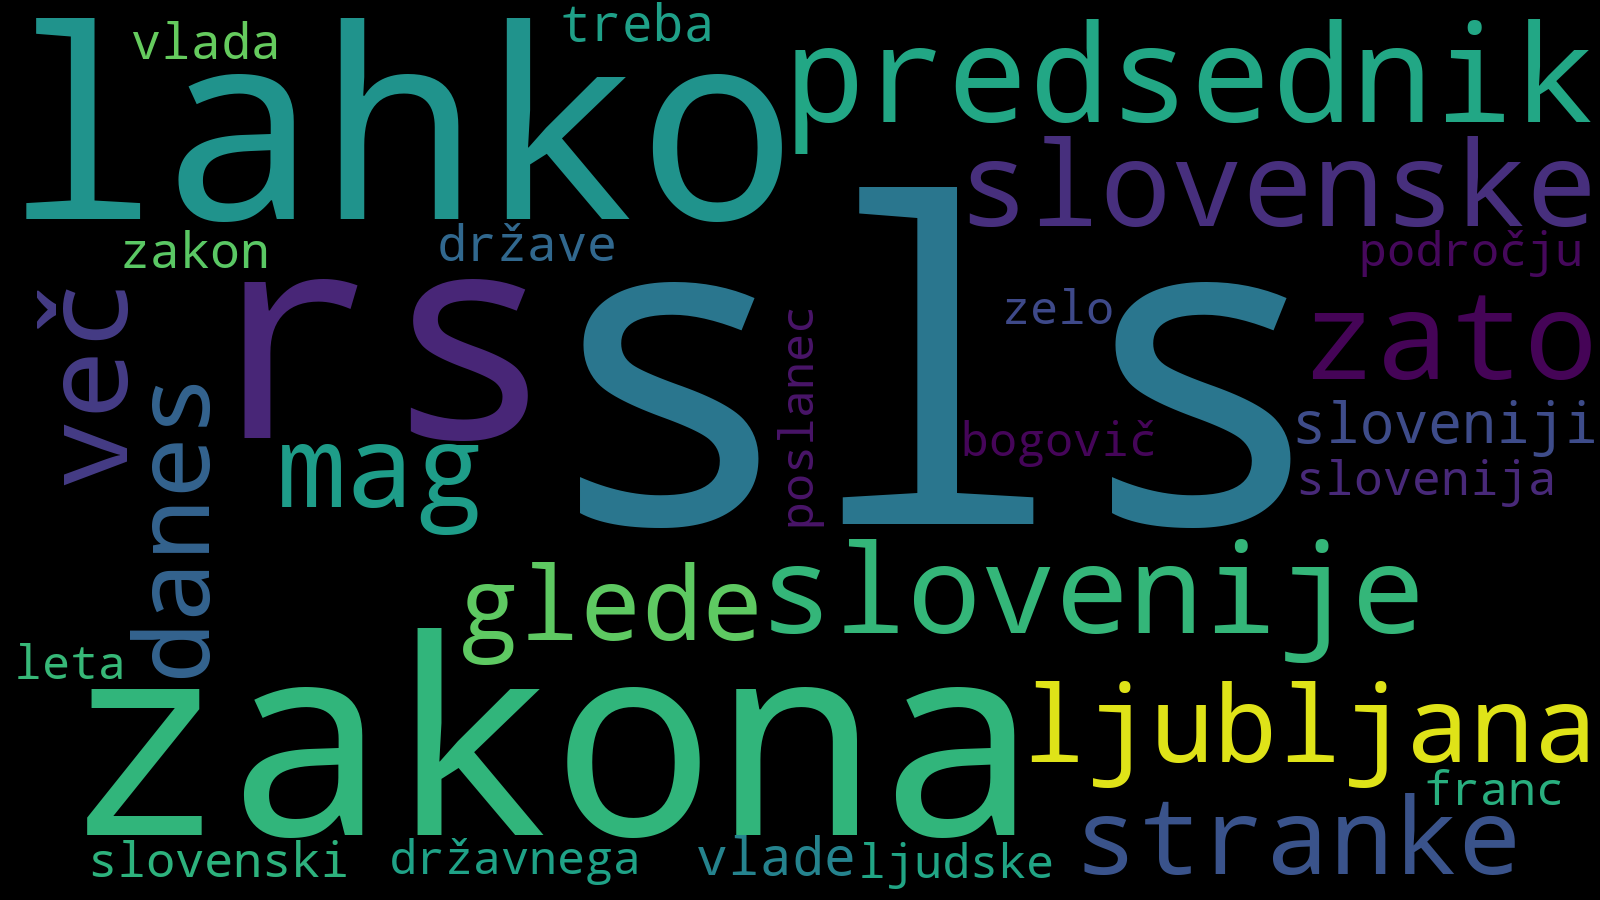 treba
vlada
lahko
predsednik
slovenske
zakon
države
področju
več
rs
sls
zelo
zato
danes
poslanec
mag
bogovič
sloveniji
slovenija
glede
slovenije
leta
zakona
ljubljana
franc
stranke
slovenski
državnega
vlade
ljudske